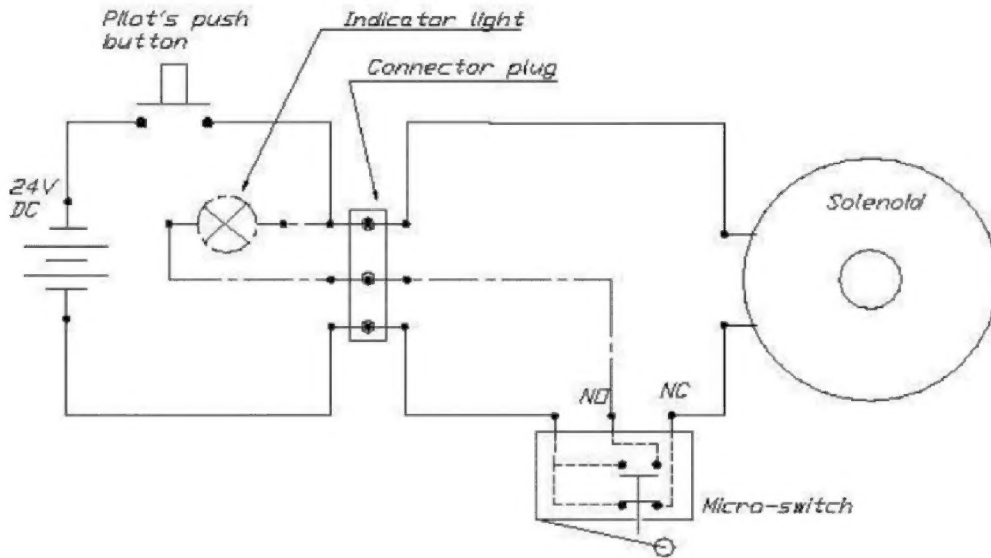 Pilot's push
button
Indicator light
Connector plug
24V
DC
Solenoid
NO
NC
Micro-switch